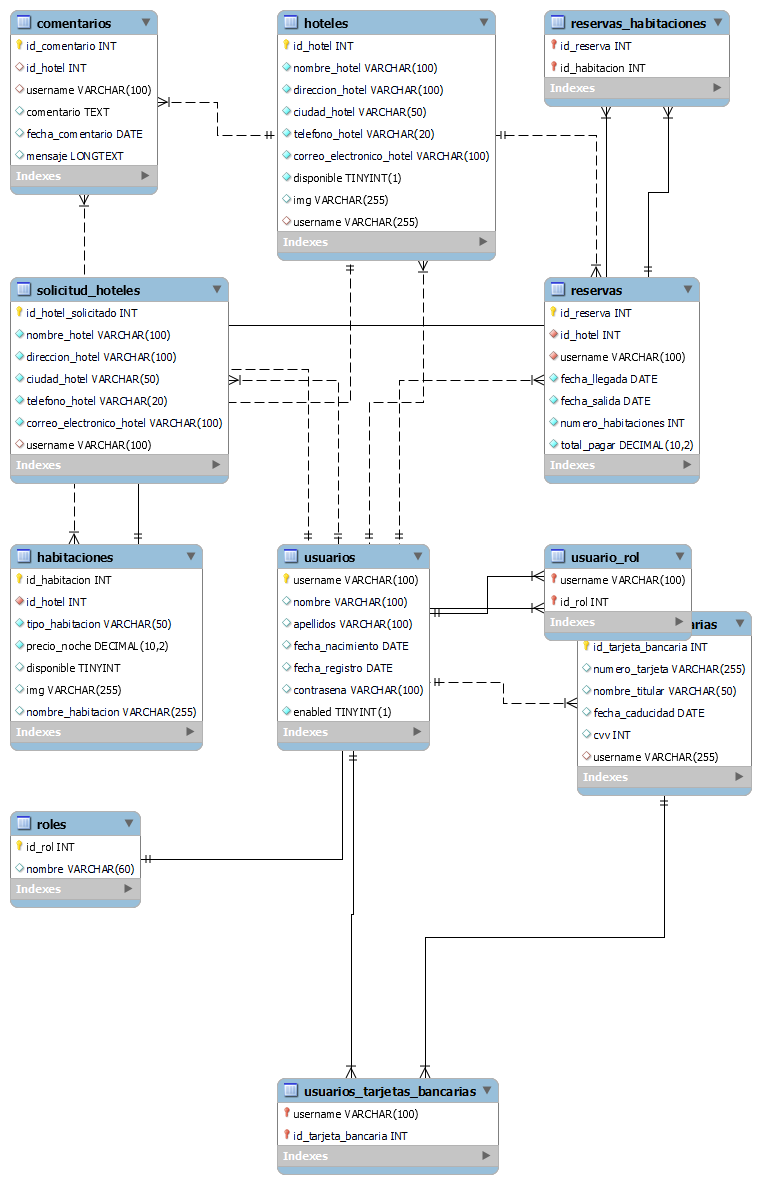 comentarios
id_comentario INT
id_hotel INT
username VARCHAR(100)
comentario TEXT
fecha_comentario DATE
mensaje LONGTEXT
Indexes
hoteles
id_hotel INT
nombre_hotel VARCHAR(100)
direccion_hotel VARCHAR(100)
ciudad_hotel VARCHAR(50)
telefono_hotel VARCHAR(20)
correo_electronico_hotel VARCHAR(100)
disponible TINYINT(1)
img VARCHAR(255)
username VARCHAR(255)
Indexes
reservas_habitaciones
id_reserva INT
id_habitacion INT
Indexes
solicitud_hoteles
id_hotel_solicitado INT
nombre_hotel VARCHAR(100)
direccion_hotel VARCHAR(100)
ciudad_hotel VARCHAR(50)
telefono_hotel VARCHAR(20)
correo_electronico_hotel VARCHAR(100)
username VARCHAR(100)
Indexes
reservas
id_reserva INT
id_hotel INT
username VARCHAR(100)
fecha_llegada DATE
fecha_salida DATE
numero_habitaciones INT
total_pagar DECIMAL(10,2)
Indexes
habitaciones
id_habitacion INT
id_hotel INT
tipo_habitacion VARCHAR(50)
precio_noche DECIMAL(10,2)
disponible TINYINT
img VARCHAR(255)
nombre_habitacion VARCHAR(255)
Indexes
usuarios
username VARCHAR(100)
nombre VARCHAR(100)
apellidos VARCHAR(100)
fecha_nacimiento DATE
fecha_registro DATE
contrasena VARCHAR(100)
enabled TINYINT(1)
Indexes
usuario_rol
username VARCHAR(100)
id_rol INT
Indexes
arias
id_tarjeta_bancaria INT
numero_tarjeta VARCHAR(255)
nombre_titular VARCHAR(50)
fecha_caducidad DATE
cvv INT
username VARCHAR(255)
Indexes
roles
id_rol INT
nombre VARCHAR(60)
Indexes
usuarios_tarjetas_bancarias
username VARCHAR(100)
id_tarjeta_bancaria INT
Indexes